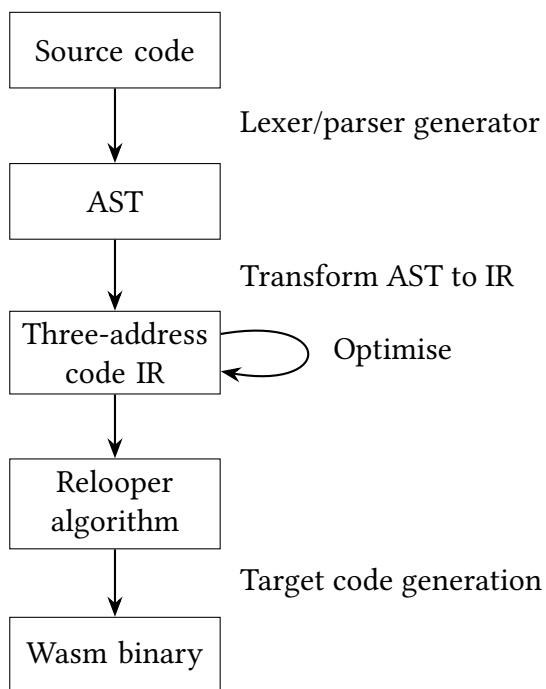 Source code
Lexer/parser generator
AST
Transform AST to IR
Three-address
code IR
Optimise
Relooper
algorithm
Target code generation
Wasm binary